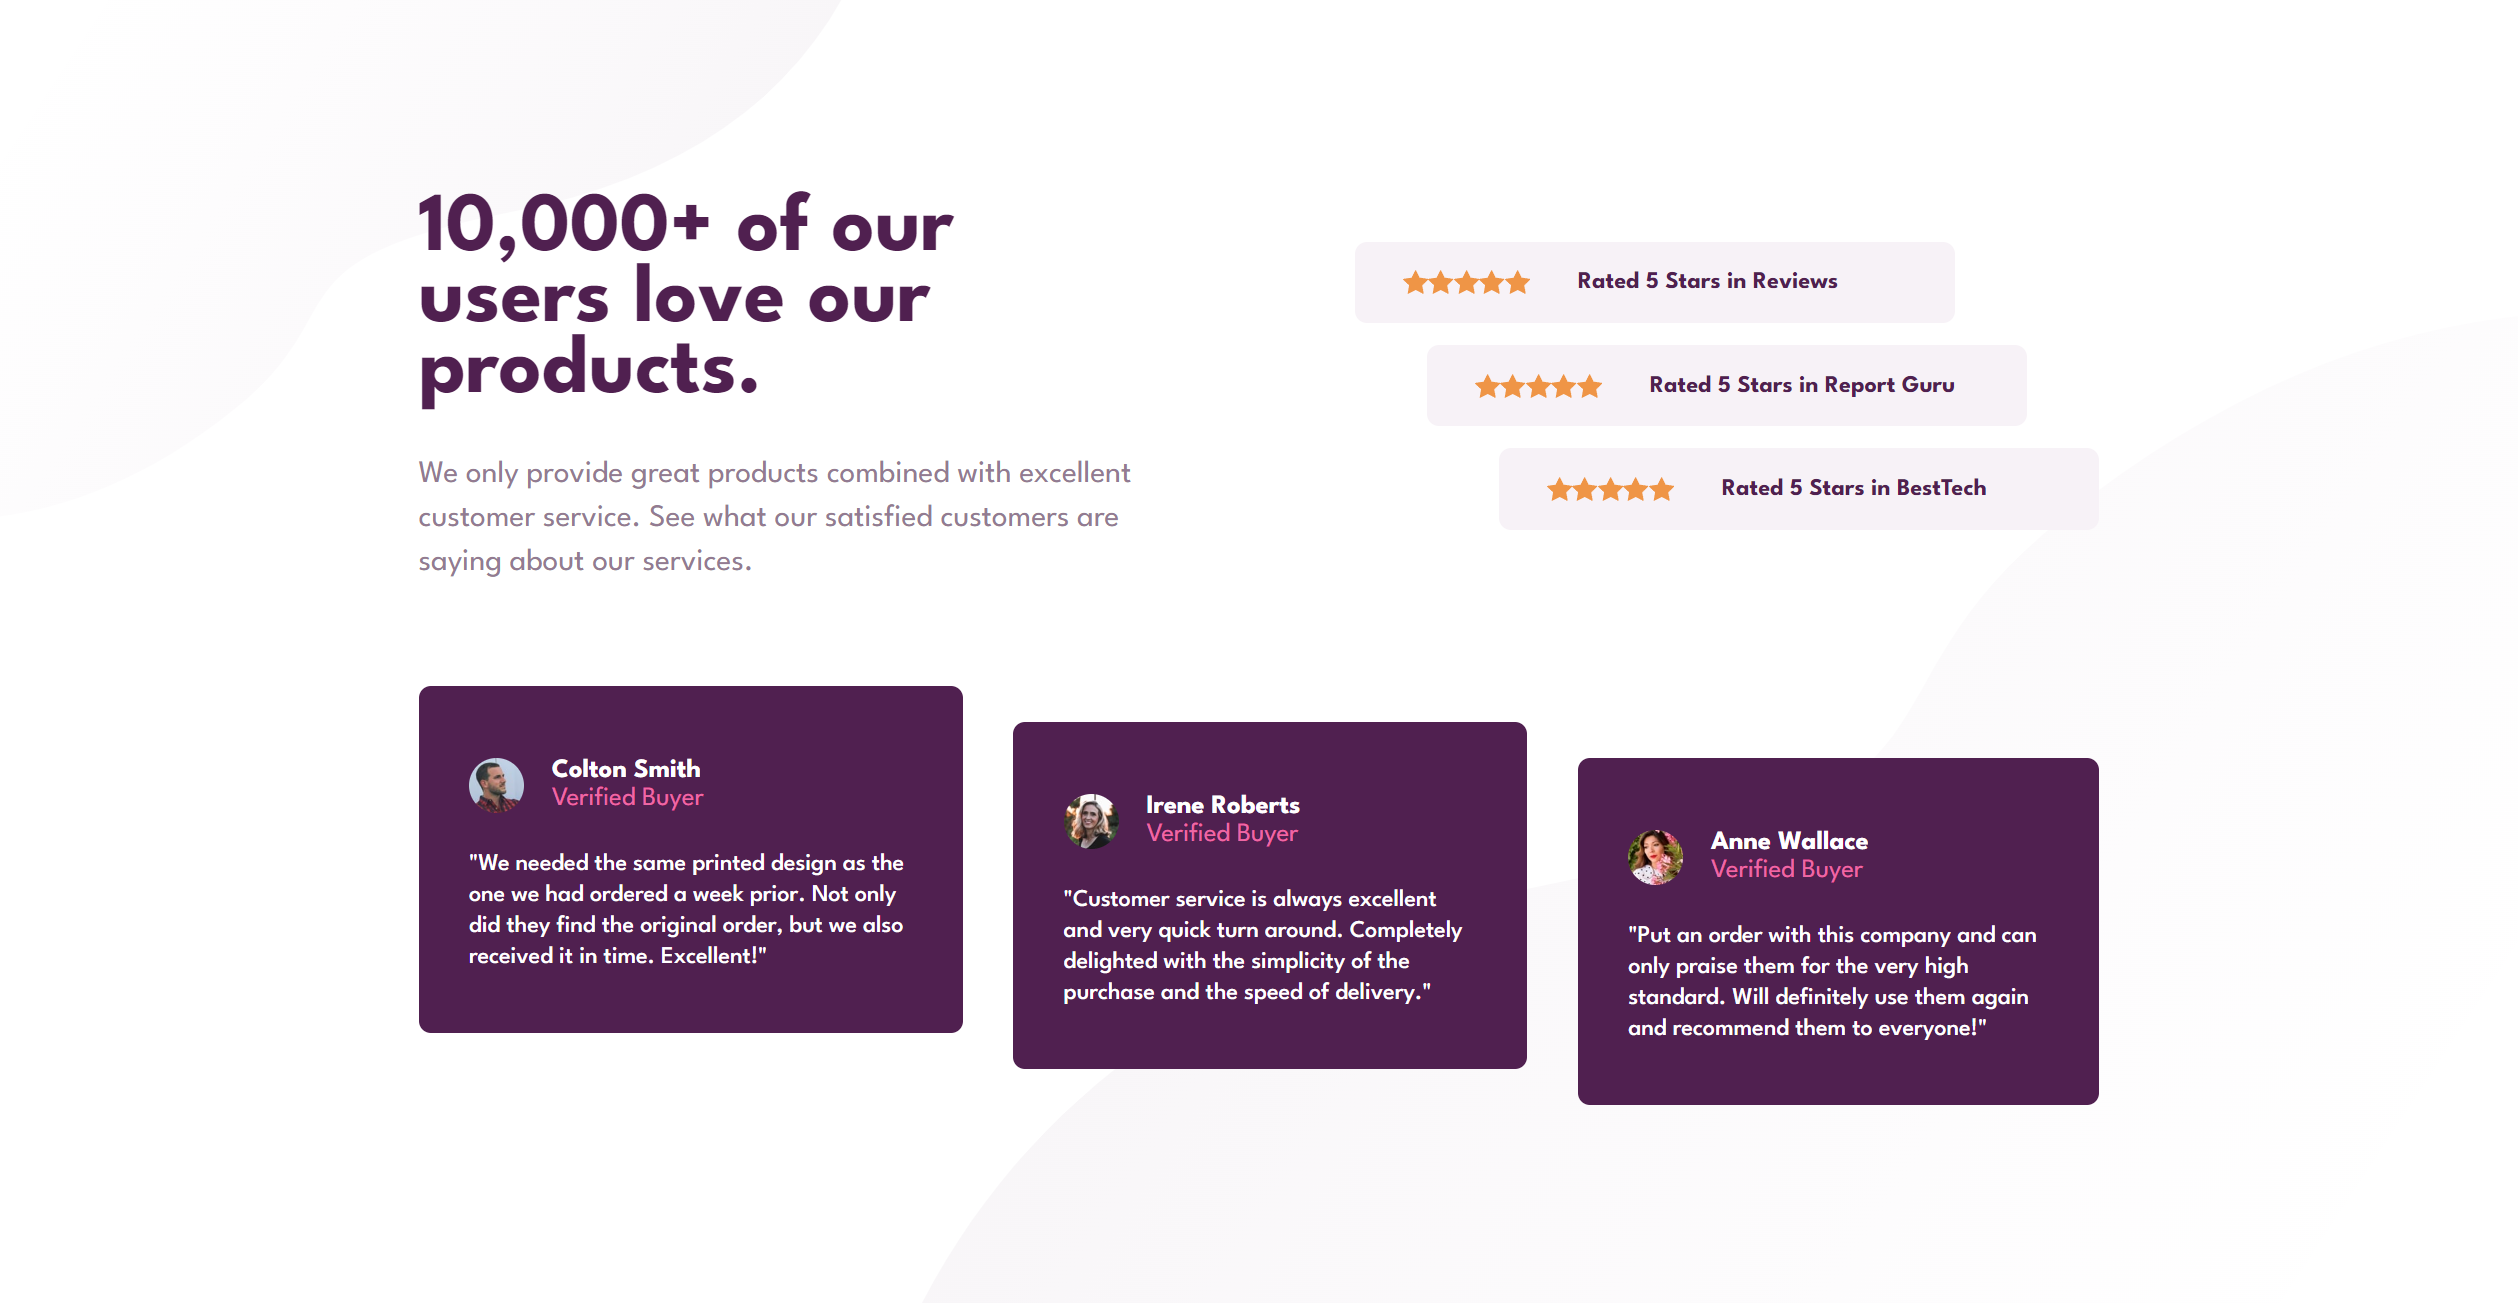 10,000+ of our
users love our
products.
We only provide great products combined with excellent
customer service. See what our satisfied customers are
saying about our services.
Rated 5 Stars in Reviews
Rated 5 Stars in Report Guru
Rated 5 Stars in BestTech
Colton Smith
Verified Buyer
"We needed the same printed design as the
one we had ordered a week prior. Not only
did they find the original order, but we also
received it in time. Excellent!"
Irene Roberts
Verified Buyer
"Customer service is always excellent
and very quick turn around. Completely
delighted with the simplicity of the
purchase and the speed of delivery."
Anne Wallace
Verified Buyer
"Put an order with this company and can
only praise them for the very high
standard. Will definitely use them again
and recommend them to everyone!"